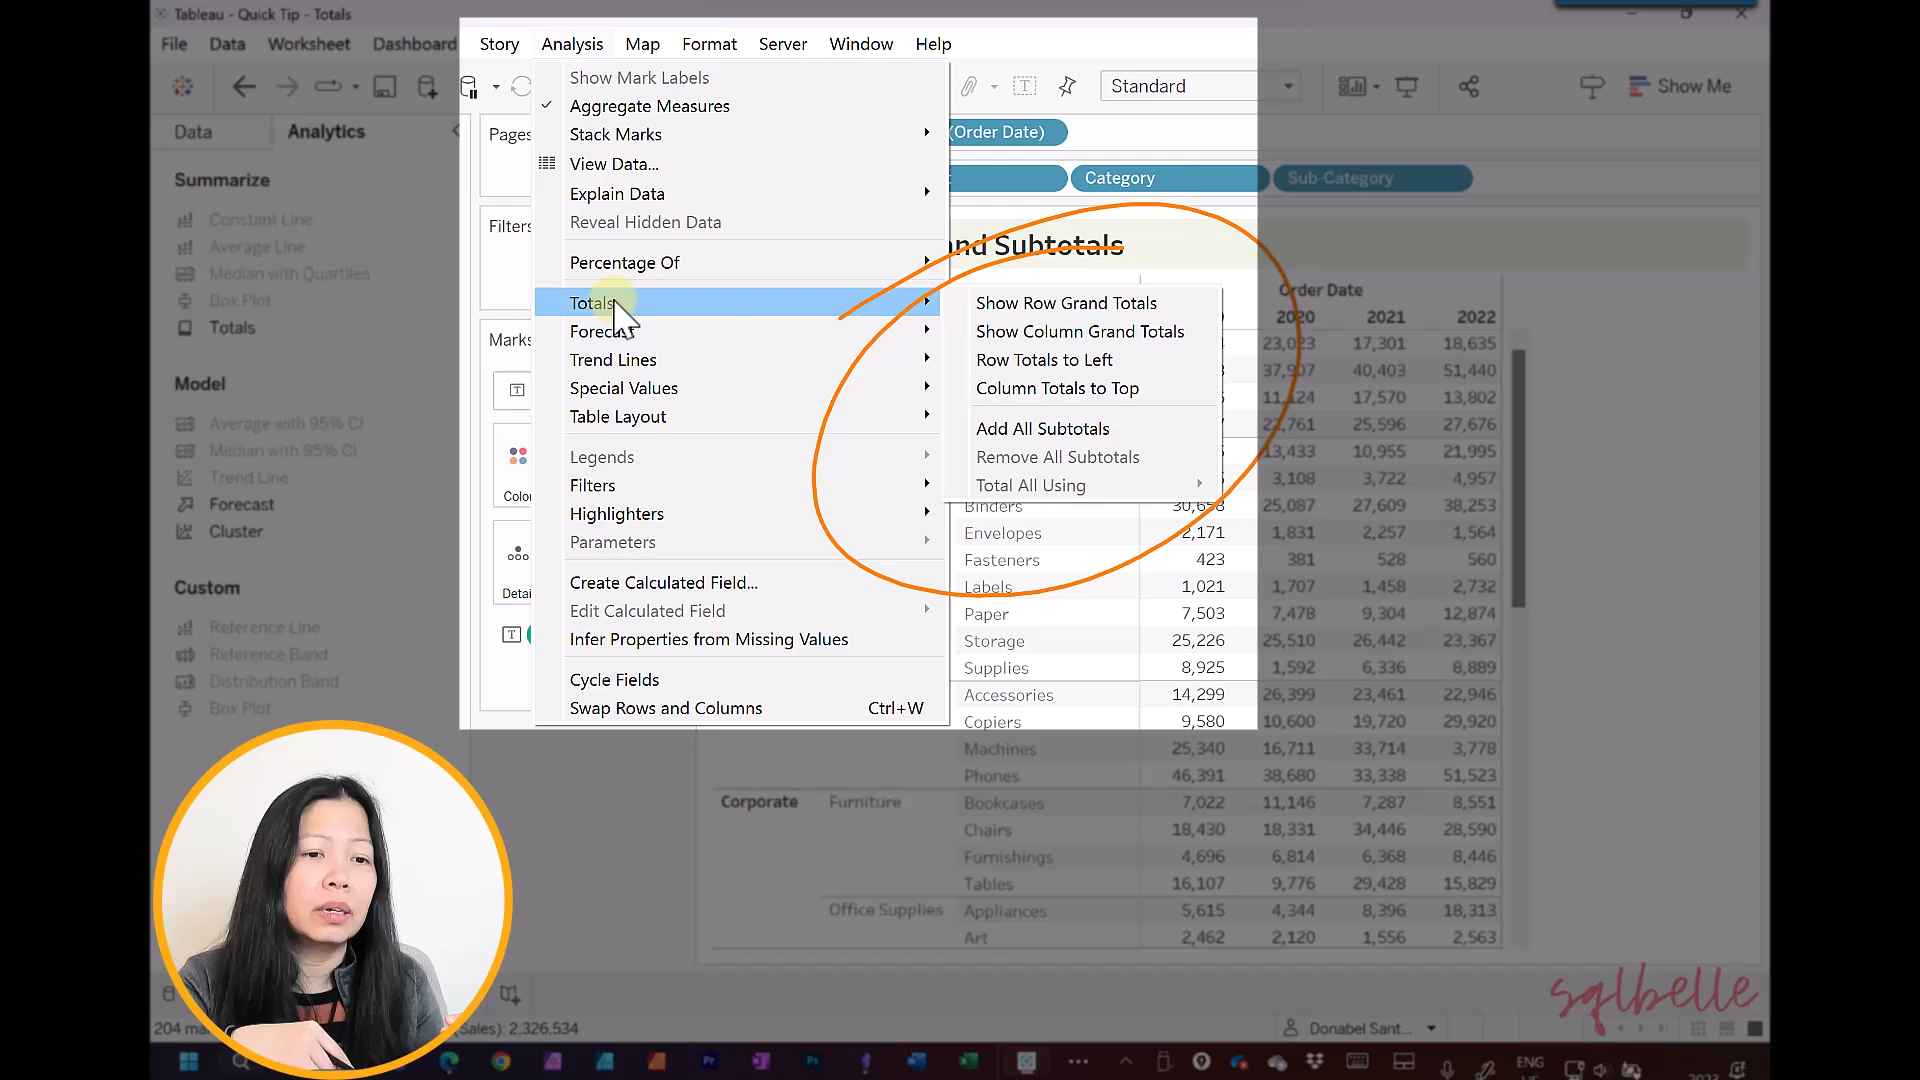 Tableau - Quick Tip - Totals
File Data Worksheet Dashboard Story Analysis Map Format Server Window Help
Standard
Show Me
Data Analytics
Summarize
Constant Line
Average Line
Median with Quartiles
Box Plot
Totals
Model
Average with 95% CI
Median with 95% CI
Trend Line
Forecast
Cluster
Custom
Reference Line
Reference Band
Distribution Band
Box Plot
Pages
Filters
Marks
Show Mark Labels
Aggregate Measures
Stack Marks
View Data...
Explain Data
Reveal Hidden Data
Percentage Of
Totals
Trend Lines
Special Values
Table Layout
Legends
Filters
Highlighters
Parameters
Create Calculated Field...
Edit Calculated Field
Infer Properties from Missing Values
Cycle Fields
Swap Rows and Columns Ctrl+W
(Order Date)
Category Sub-Category
and Subtotals
Show Row Grand Totals
Show Column Grand Totals
Row Totals to Left
Column Totals to Top
Add All Subtotals
Remove All Subtotals
Total All Using
Order Date
2020 2021 2022
23,023 17,301 18,635
37,907 40,403 51,440
11,124 17,570 13,802
25,596 27,676
13,433 10,955 21,995
3,108 3,722 4,957
Binders 30,658 25,087 27,609 38,253
Envelopes 2,171 1,831 2,257 1,564
Fasteners 423 381 528 560
Labels 1,021 1,707 1,458 2,732
Paper 7,503 7,478 9,304 12,874
Storage 25,226 25,510 26,442 23,367
Supplies 8,925 1,592 6,336 8,889
Accessories 14,299 26,399 23,461 22,946
Copiers 9,580 10,600 19,720 29,920
Machines 25,340 16,711 33,714 3,778
Phones 46,391 38,680 33,338 51,523
Corporate Furniture Bookcases 7,022 11,146 7,287 8,551
Chairs 18,430 18,331 34,446 28,590
Furnishings 4,696 6,814 6,368 8,446
Tables 16,107 9,776 29,428 15,829
Office Supplies Appliances 5,615 4,344 8,396 18,313
Art 2,462 2,120 1,556 2,563
sqlbelle
204 (Sales): 2,326,534
Donabel Sant...
ENG